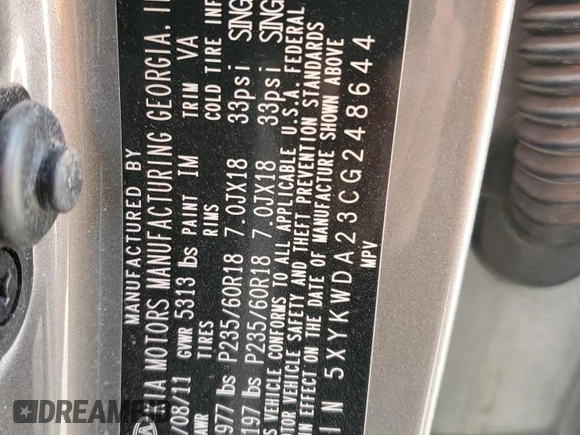 MANUFACTURED BY
KIA MOTORS MANUFACTURING GEORGIA, I
/08/11 GVWR 5313 lbs PAINT IM TRIM VA
GAWR TIRES RIMS COLD TIRE INF
977 lbs P235/60R18 7.0JX18 33psi SING
197 lbs P235/60R18 7.0JX18 33psi SING
S VEHICLE CONFORMS TO ALL APPLICABLE U.S.A. FEDERAL
MOTOR VEHICLE SAFETY AND THEFT PREVENTION STANDARDS
IN EFFECT ON THE DATE OF MANUFACTURE SHOWN ABOVE
VIN 5XYKWDA23CG248644
MPV
DREAM